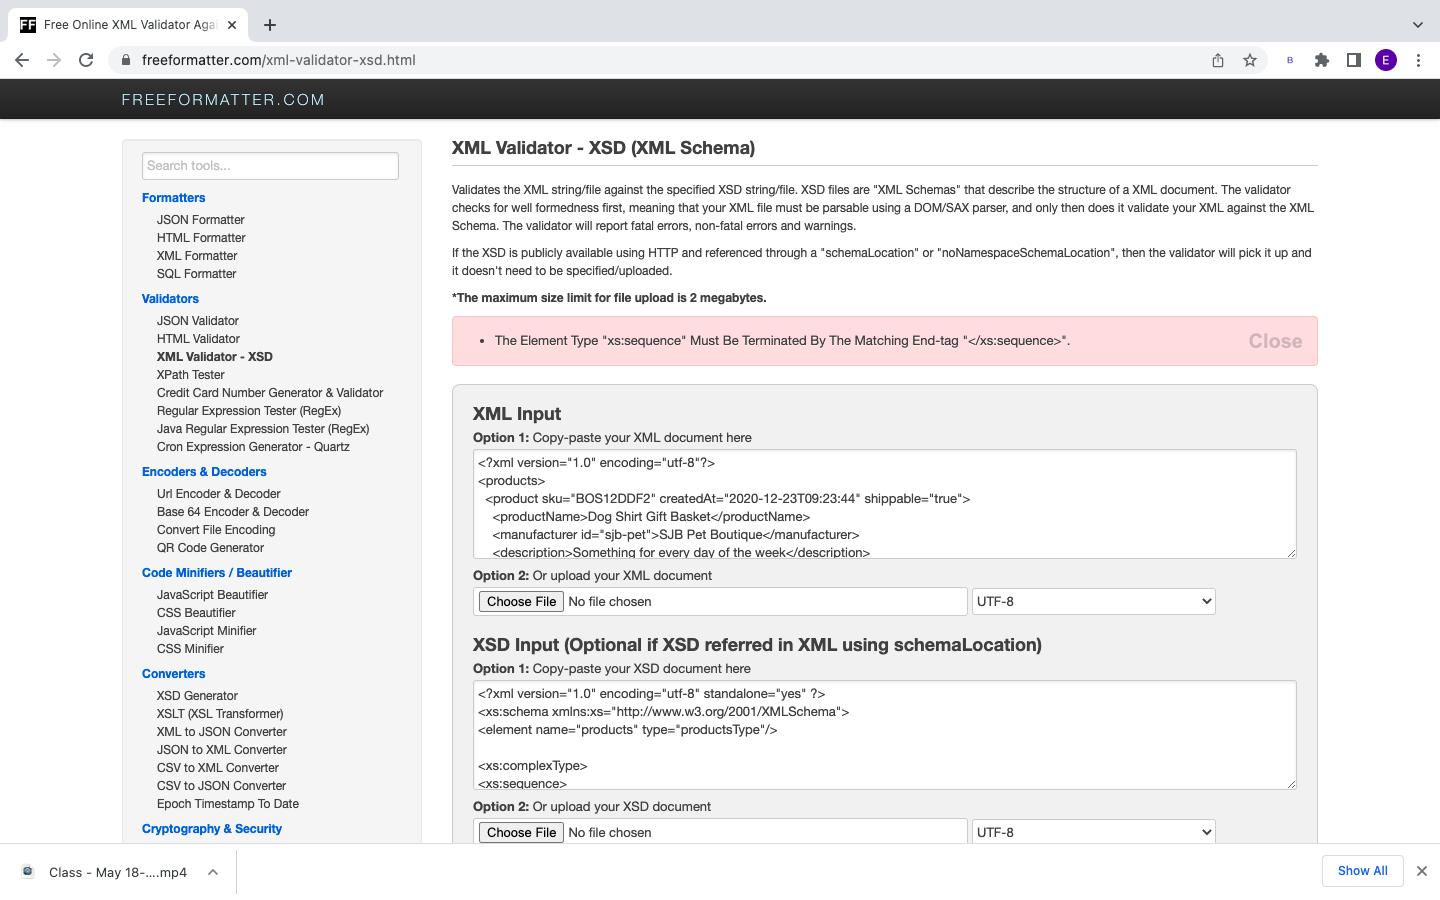 Free Online XML Validator Aga
freeformatter.com/xml-validator-xsd.html
B
E
FREEFORMATTER.COM
Search tools...
Formatters
JSON Formatter
HTML Formatter
XML Formatter
SQL Formatter
Validators
JSON Validator
HTML Validator
XML Validator - XSD
XPath Tester
Credit Card Number Generator & Validator
Regular Expression Tester (RegEx)
Java Regular Expression Tester (RegEx)
Cron Expression Generator - Quartz
Encoders & Decoders
Url Encoder & Decoder
Base 64 Encoder & Decoder
Convert File Encoding
QR Code Generator
Code Minifiers / Beautifier
JavaScript Beautifier
CSS Beautifier
JavaScript Minifier
CSS Minifier
Converters
XSD Generator
XSLT (XSL Transformer)
XML to JSON Converter
JSON to XML Converter
CSV to XML Converter
CSV to JSON Converter
Epoch Timestamp To Date
Cryptography & Security
XML Validator - XSD (XML Schema)
Validates the XML string/file against the specified XSD string/file. XSD files are "XML Schemas" that describe the structure of a XML document. The validator
checks for well formedness first, meaning that your XML file must be parsable using a DOM/SAX parser, and only then does it validate your XML against the XML
Schema. The validator will report fatal errors, non-fatal errors and warnings.
If the XSD is publicly available using HTTP and referenced through a "schemaLocation" or "noNamespaceSchemaLocation", then the validator will pick it up and
it doesn't need to be specified/uploaded.
*The maximum size limit for file upload is 2 megabytes.
• The Element Type "xs:sequence" Must Be Terminated By The Matching End-tag "</xs:sequence>".
Close
XML Input
Option 1: Copy-paste your XML document here
<?xml version="1.0" encoding="utf-8"?>
<products>
<product sku="BOS12DDF2" createdAt="2020-12-23T09:23:44" shippable="true">
<productName>Dog Shirt Gift Basket</productName>
<manufacturer id="sjb-pet">SJB Pet Boutique</manufacturer>
<description>Something for every day of the week</description>
Option 2: Or upload your XML document
Choose File No file chosen
UTF-8
XSD Input (Optional if XSD referred in XML using schemaLocation)
Option 1: Copy-paste your XSD document here
<?xml version="1.0" encoding="utf-8" standalone="yes" ?>
<xs:schema xmlns:xs="http://www.w3.org/2001/XMLSchema">
<element name="products" type="productsType"/>
<xs:complexType>
<xs:sequence>
Option 2: Or upload your XSD document
Choose File No file chosen
UTF-8
Class - May 18-....mp4
Show All